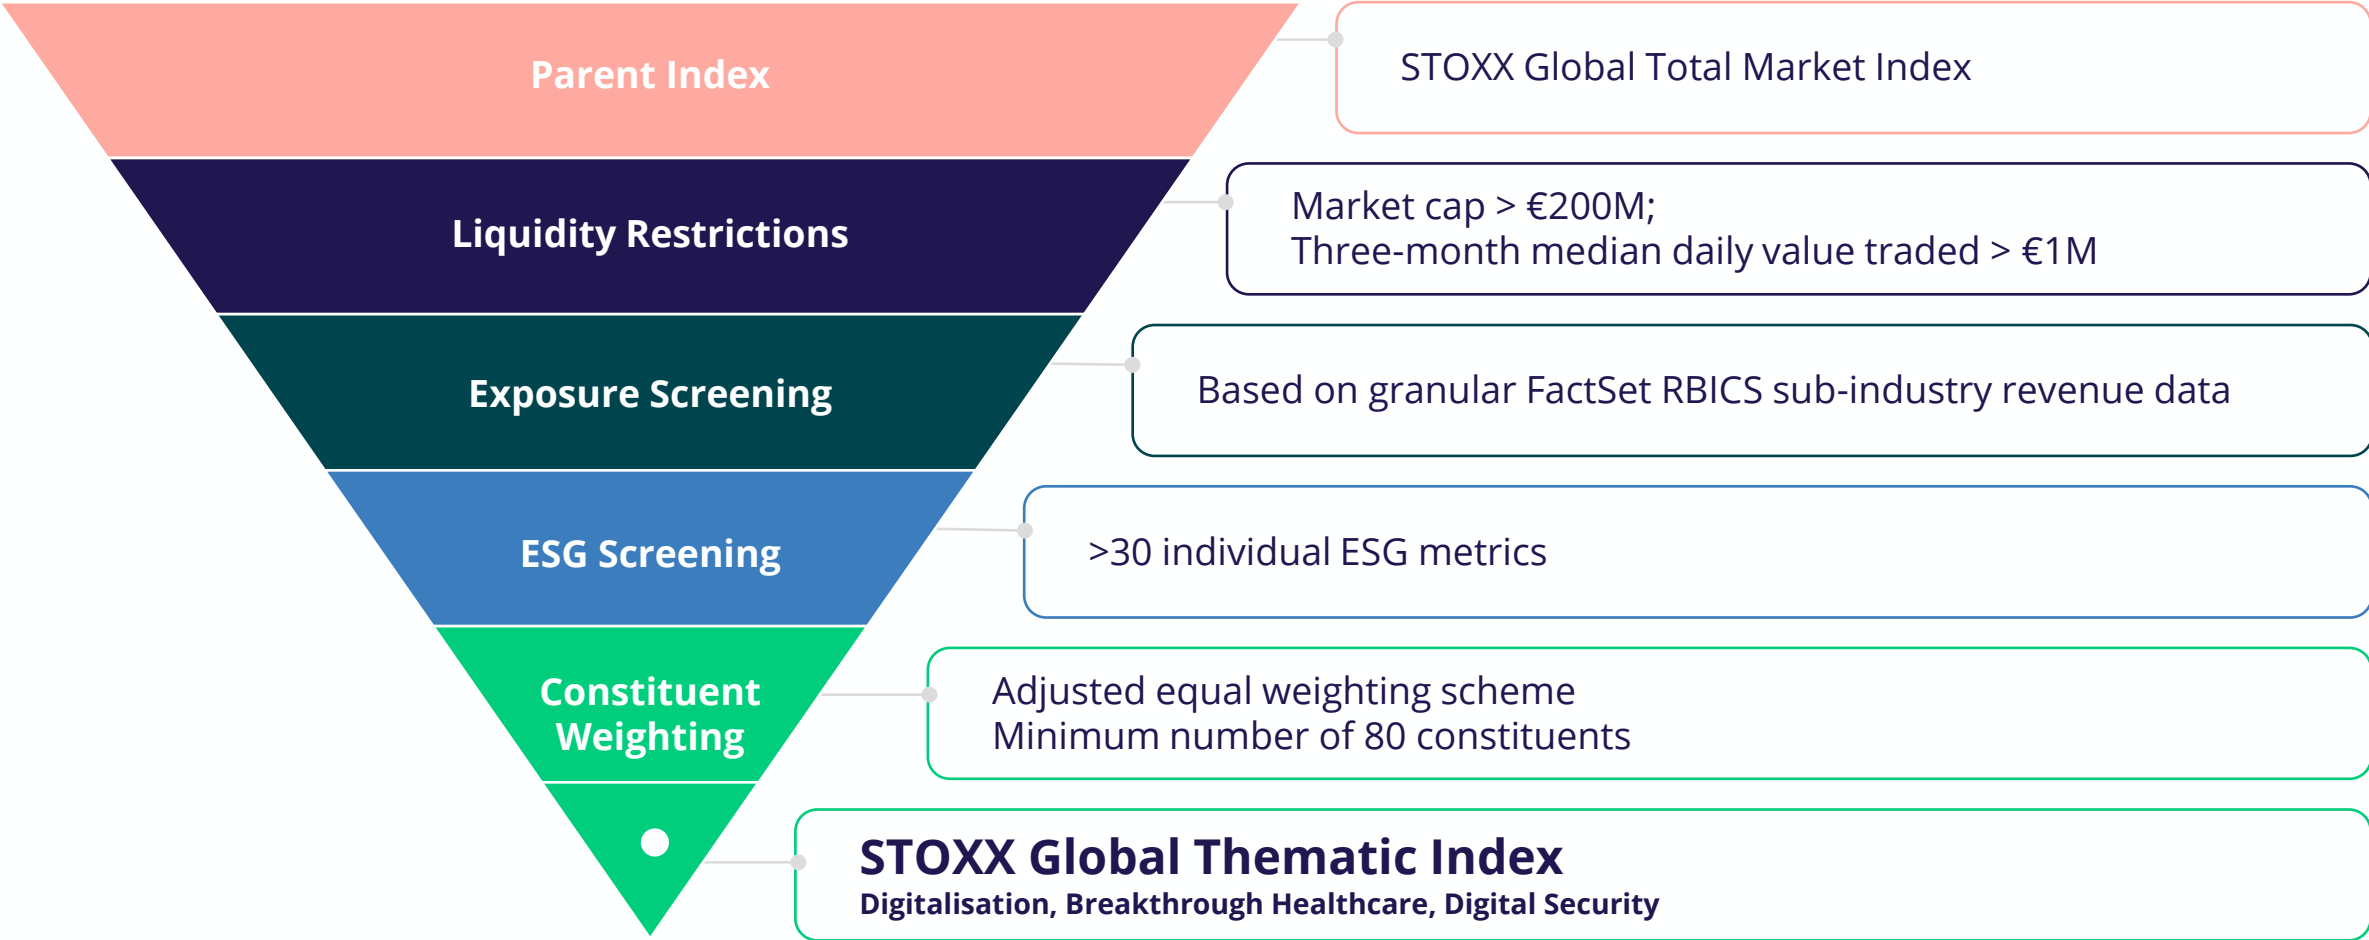 Parent Index
STOXX Global Total Market Index
Liquidity Restrictions
Market cap > €200M;
Three-month median daily value traded > €1M
Exposure Screening
Based on granular FactSet RBICS sub-industry revenue data
ESG Screening
>30 individual ESG metrics
Constituent
Weighting
Adjusted equal weighting scheme
Minimum number of 80 constituents
STOXX Global Thematic Index
Digitalisation, Breakthrough Healthcare, Digital Security